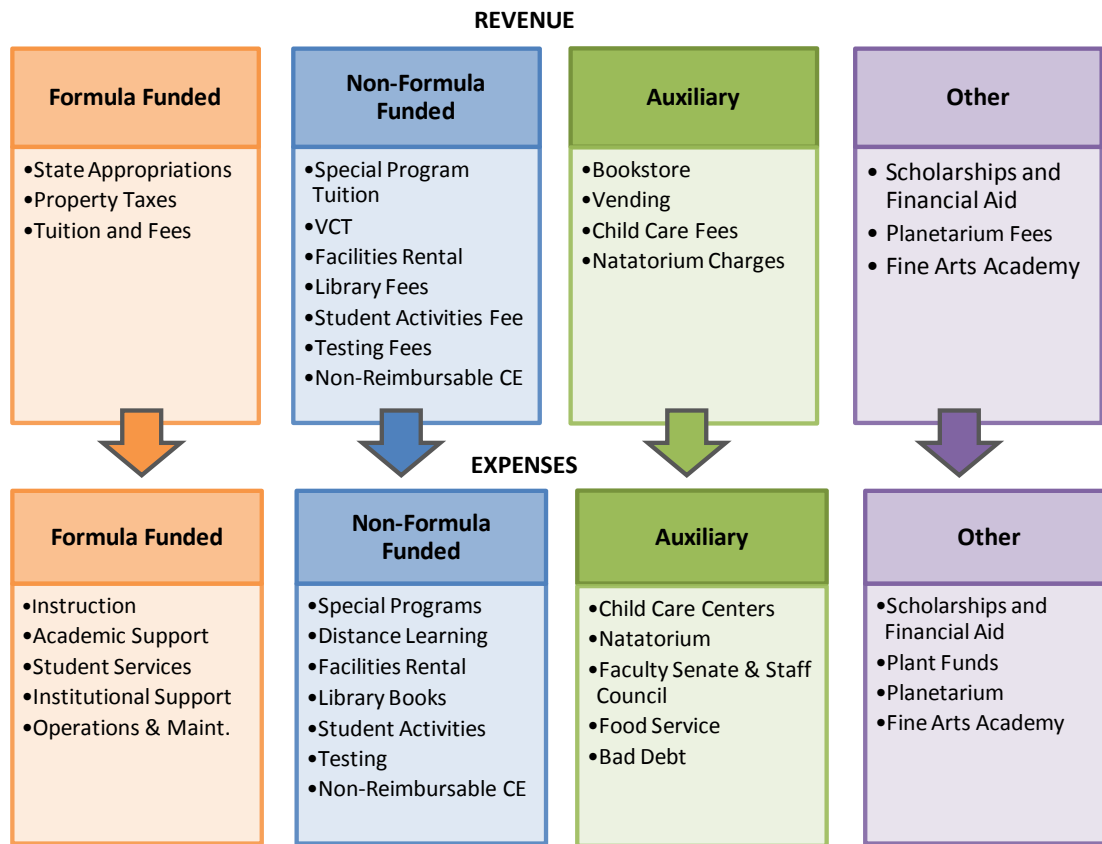 REVENUE
Formula Funded
•State Appropriations
•Property Taxes
•Tuition and Fees
Non-Formula
Funded
•Special Program
Tuition
•VCT
•Facilities Rental
•Library Fees
•Student Activities Fee
•Testing Fees
•Non-Reimbursable CE
Auxiliary
•Bookstore
•Vending
•Child Care Fees
•Natatorium Charges
Other
• Scholarships and
Financial Aid
• Planetarium Fees
• Fine Arts Academy
EXPENSES
Formula Funded
•Instruction
•Academic Support
•Student Services
•Institutional Support
•Operations & Maint.
Non-Formula
Funded
•Special Programs
•Distance Learning
•Facilities Rental
•Library Books
•Student Activities
•Testing
•Non-Reimbursable CE
Auxiliary
•Child Care Centers
•Natatorium
•Faculty Senate & Staff
Council
•Food Service
•Bad Debt
Other
•Scholarships and
Financial Aid
•Plant Funds
•Planetarium
•Fine Arts Academy